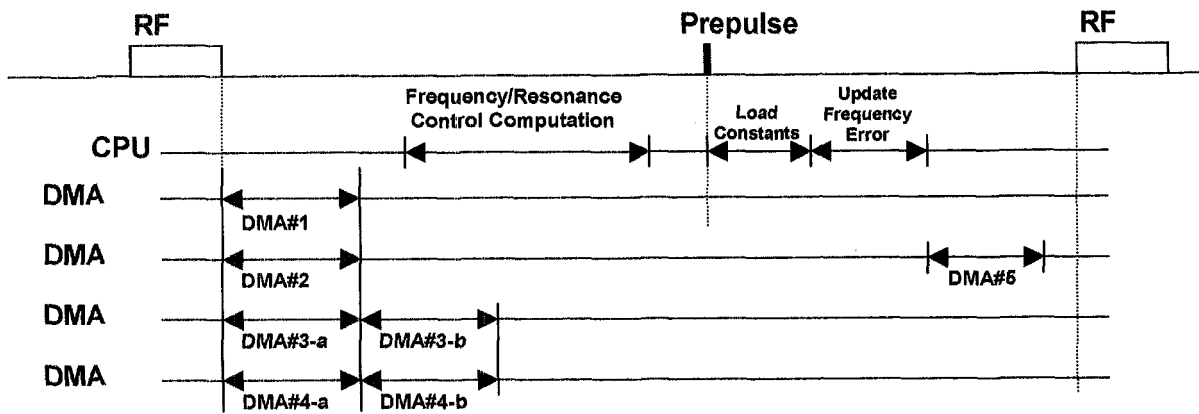 RF
Prepulse
RF
Frequency/Resonance
Control Computation
Load
Constants
Update
Frequency
Error
CPU
DMA
DMA#1
DMA
DMA#2
DMA#5
DMA
DMA#3-a
DMA#3-b
DMA
DMA#4-a
DMA#4-b